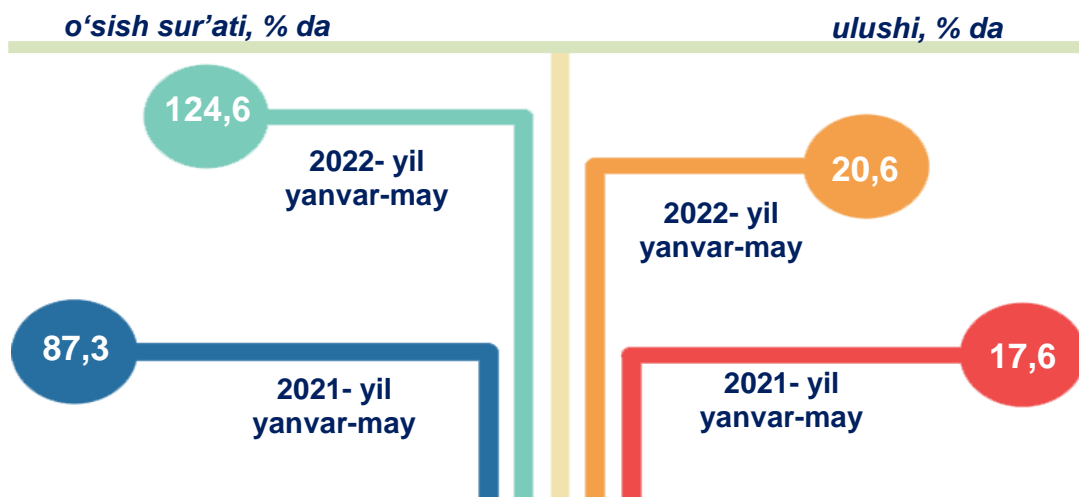 o‘sish sur’ati, % da
ulushi, % da
124,6
2022- yil
yanvar-may
20,6
2022- yil
yanvar-may
87,3
2021- yil
yanvar-may
17,6
2021- yil
yanvar-may